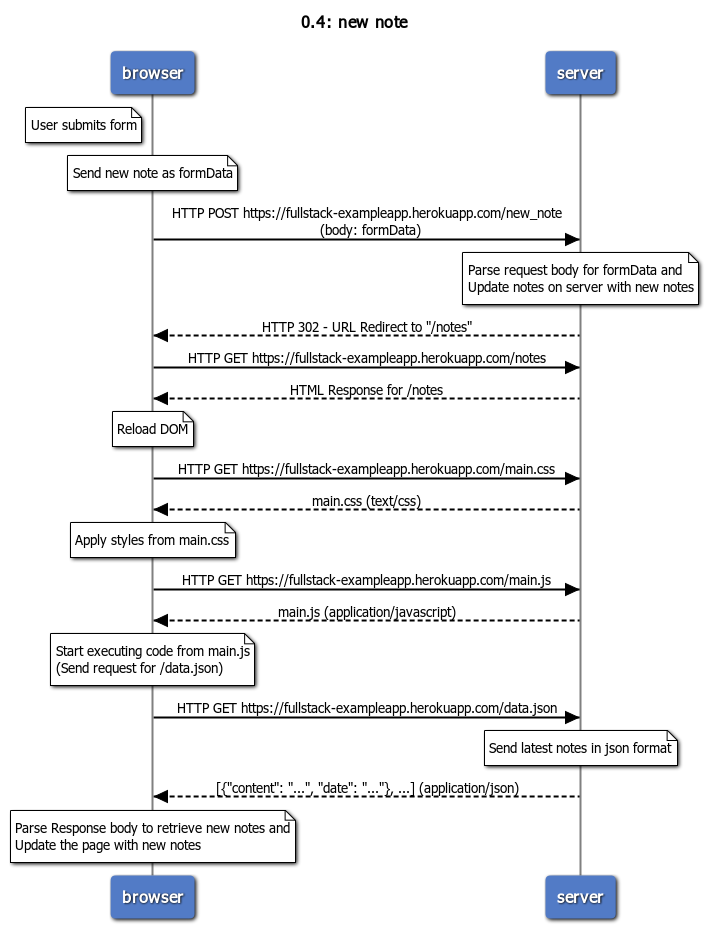 0.4: new note
browser
server
User submits form
Send new note as formData
HTTP POST https://fullstack-exampleapp.herokuapp.com/new_note
(body: formData)
Parse request body for formData and
Update notes on server with new notes
HTTP 302 - URL Redirect to "/notes"
HTTP GET https://fullstack-exampleapp.herokuapp.com/notes
HTML Response for /notes
Reload DOM
HTTP GET https://fullstack-exampleapp.herokuapp.com/main.css
main.css (text/css)
Apply styles from main.css
HTTP GET https://fullstack-exampleapp.herokuapp.com/main.js
main.js (application/javascript)
Start executing code from main.js
(Send request for /data.json)
HTTP GET https://fullstack-exampleapp.herokuapp.com/data.json
Send latest notes in json format
[{"content": "...", "date": "..."}, ...] (application/json)
Parse Response body to retrieve new notes and
Update the page with new notes
browser
server